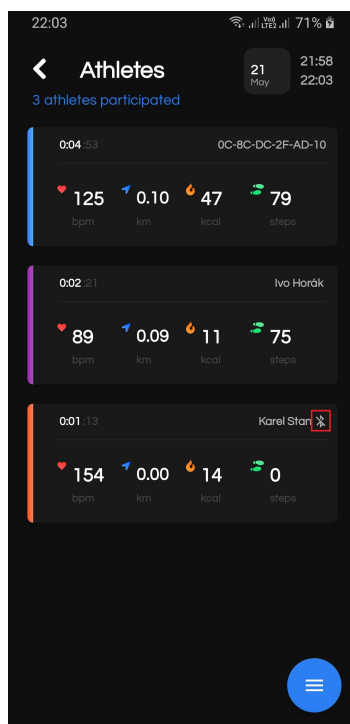 22:03
Vo)) LTE2 71%
Athletes
21
May
21:58
22:03
3 athletes participated
0:04 :53
0C-8C-DC-2F-AD-10
125 0.10 47 79
bpm km kcal steps
0:02 :21
Ivo Horák
89 0.09 11 75
bpm km kcal steps
0:01 :13
Karel Stan
154 0.00 14 0
bpm km kcal steps